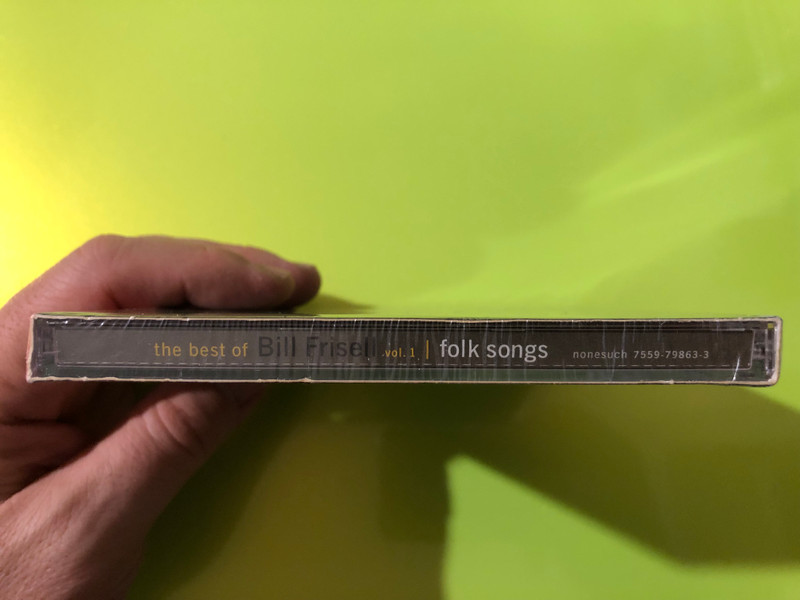 the best of Bill Frisell vol. 1 | folk songs nonesuch 7559-79863-3